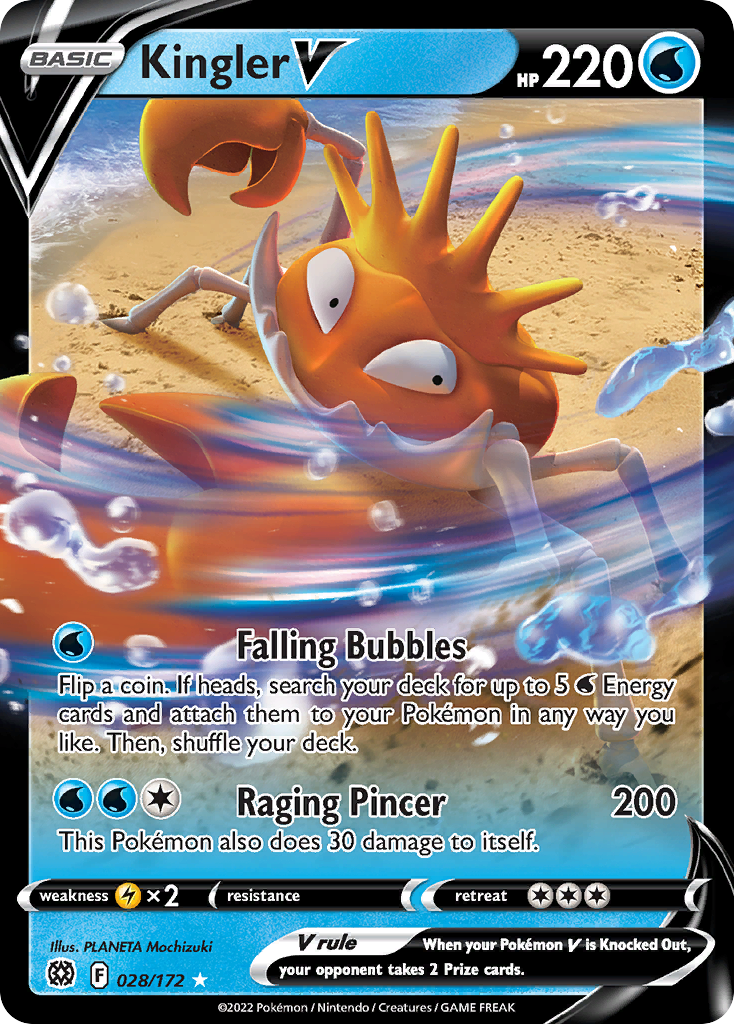 BASIC Kingler V HP 220
Falling Bubbles
Flip a coin. If heads, search your deck for up to 5 Energy
cards and attach them to your Pokémon in any way you
like. Then, shuffle your deck.
Raging Pincer 200
This Pokémon also does 30 damage to itself.
weakness ×2 resistance retreat
Illus. PLANETA Mochizuki
V rule When your Pokémon V is Knocked Out,
your opponent takes 2 Prize cards.
F 028/172 ★
©2022 Pokémon / Nintendo / Creatures / GAME FREAK